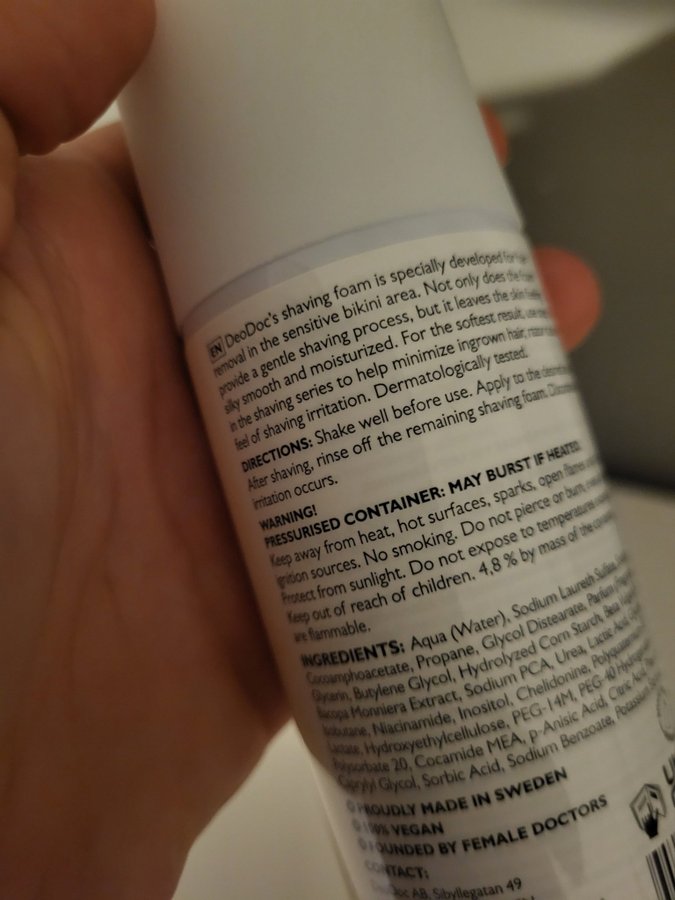 EN DeoDoc's shaving foam is specially developed for
removal in the sensitive bikini area. Not only does the
provide a gentle shaving process, but it leaves the skin
silky smooth and moisturized. For the softest result, use
in the shaving series to help minimize ingrown hair, razor
feel of shaving irritation. Dermatologically tested.
DIRECTIONS: Shake well before use. Apply to the
After shaving, rinse off the remaining shaving foam.
irritation occurs.
WARNING!
PRESSURISED CONTAINER: MAY BURST IF HEATED.
Keep away from heat, hot surfaces, sparks, open flames
ignition sources. No smoking. Do not pierce or burn,
Protect from sunlight. Do not expose to temperatures
Keep out of reach of children. 4,8 % by mass of the
are flammable.
INGREDIENTS: Aqua (Water), Sodium Laureth Sulfate,
Cocoamphoacetate, Propane, Glycol Distearate, Parfum
Glycerin, Butylene Glycol, Hydrolyzed Corn Starch, Beta
Bacopa Monniera Extract, Sodium PCA, Urea, Lactic Acid,
Isobutane, Niacinamide, Inositol, Chelidonine,
Lactate, Hydroxyethylcellulose, PEG-14M, PEG-40
Polysorbate 20, Cocamide MEA, p-Anisic Acid, Citric Acid,
Caprylyl Glycol, Sorbic Acid, Sodium Benzoate, Potassium
PROUDLY MADE IN SWEDEN
100% VEGAN
FOUNDED BY FEMALE DOCTORS
CONTACT:
DeoDoc AB, Sibyllegatan 49